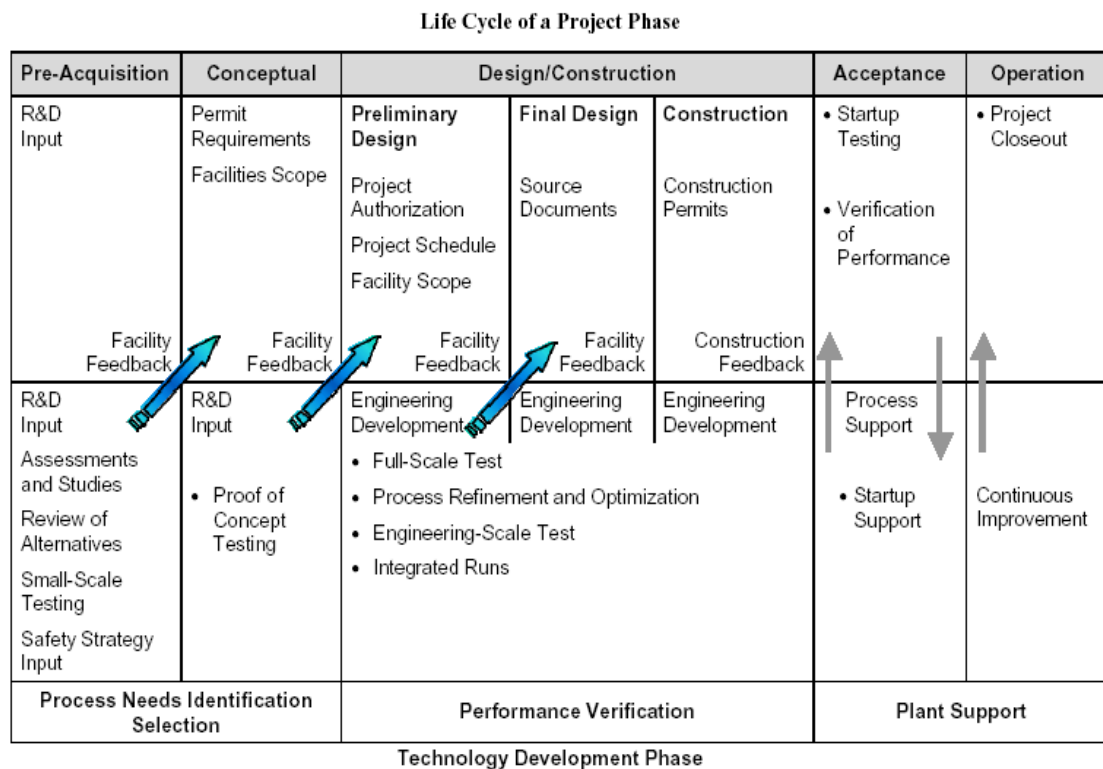 Life Cycle of a Project Phase
Pre-Acquisition
Conceptual
Design/Construction
Acceptance
Operation
R&D
Input
Facility
Feedback
Permit
Requirements
Facilities Scope
Facility
Feedback
Preliminary
Design
Project
Authorization
Project Schedule
Facility Scope
Facility
Feedback
Final Design
Source
Documents
Facility
Feedback
Construction
Construction
Permits
Construction
Feedback
• Startup
Testing
• Verification
of
Performance
• Project
Closeout
R&D
Input
Assessments
and Studies
Review of
Alternatives
Small-Scale
Testing
Safety Strategy
Input
R&D
Input
• Proof of
Concept
Testing
Engineering
Development
Engineering
Development
Engineering
Development
• Full-Scale Test
• Process Refinement and Optimization
• Engineering-Scale Test
• Integrated Runs
Process
Support
• Startup
Support
Continuous
Improvement
Process Needs Identification
Selection
Performance Verification
Plant Support
Technology Development Phase